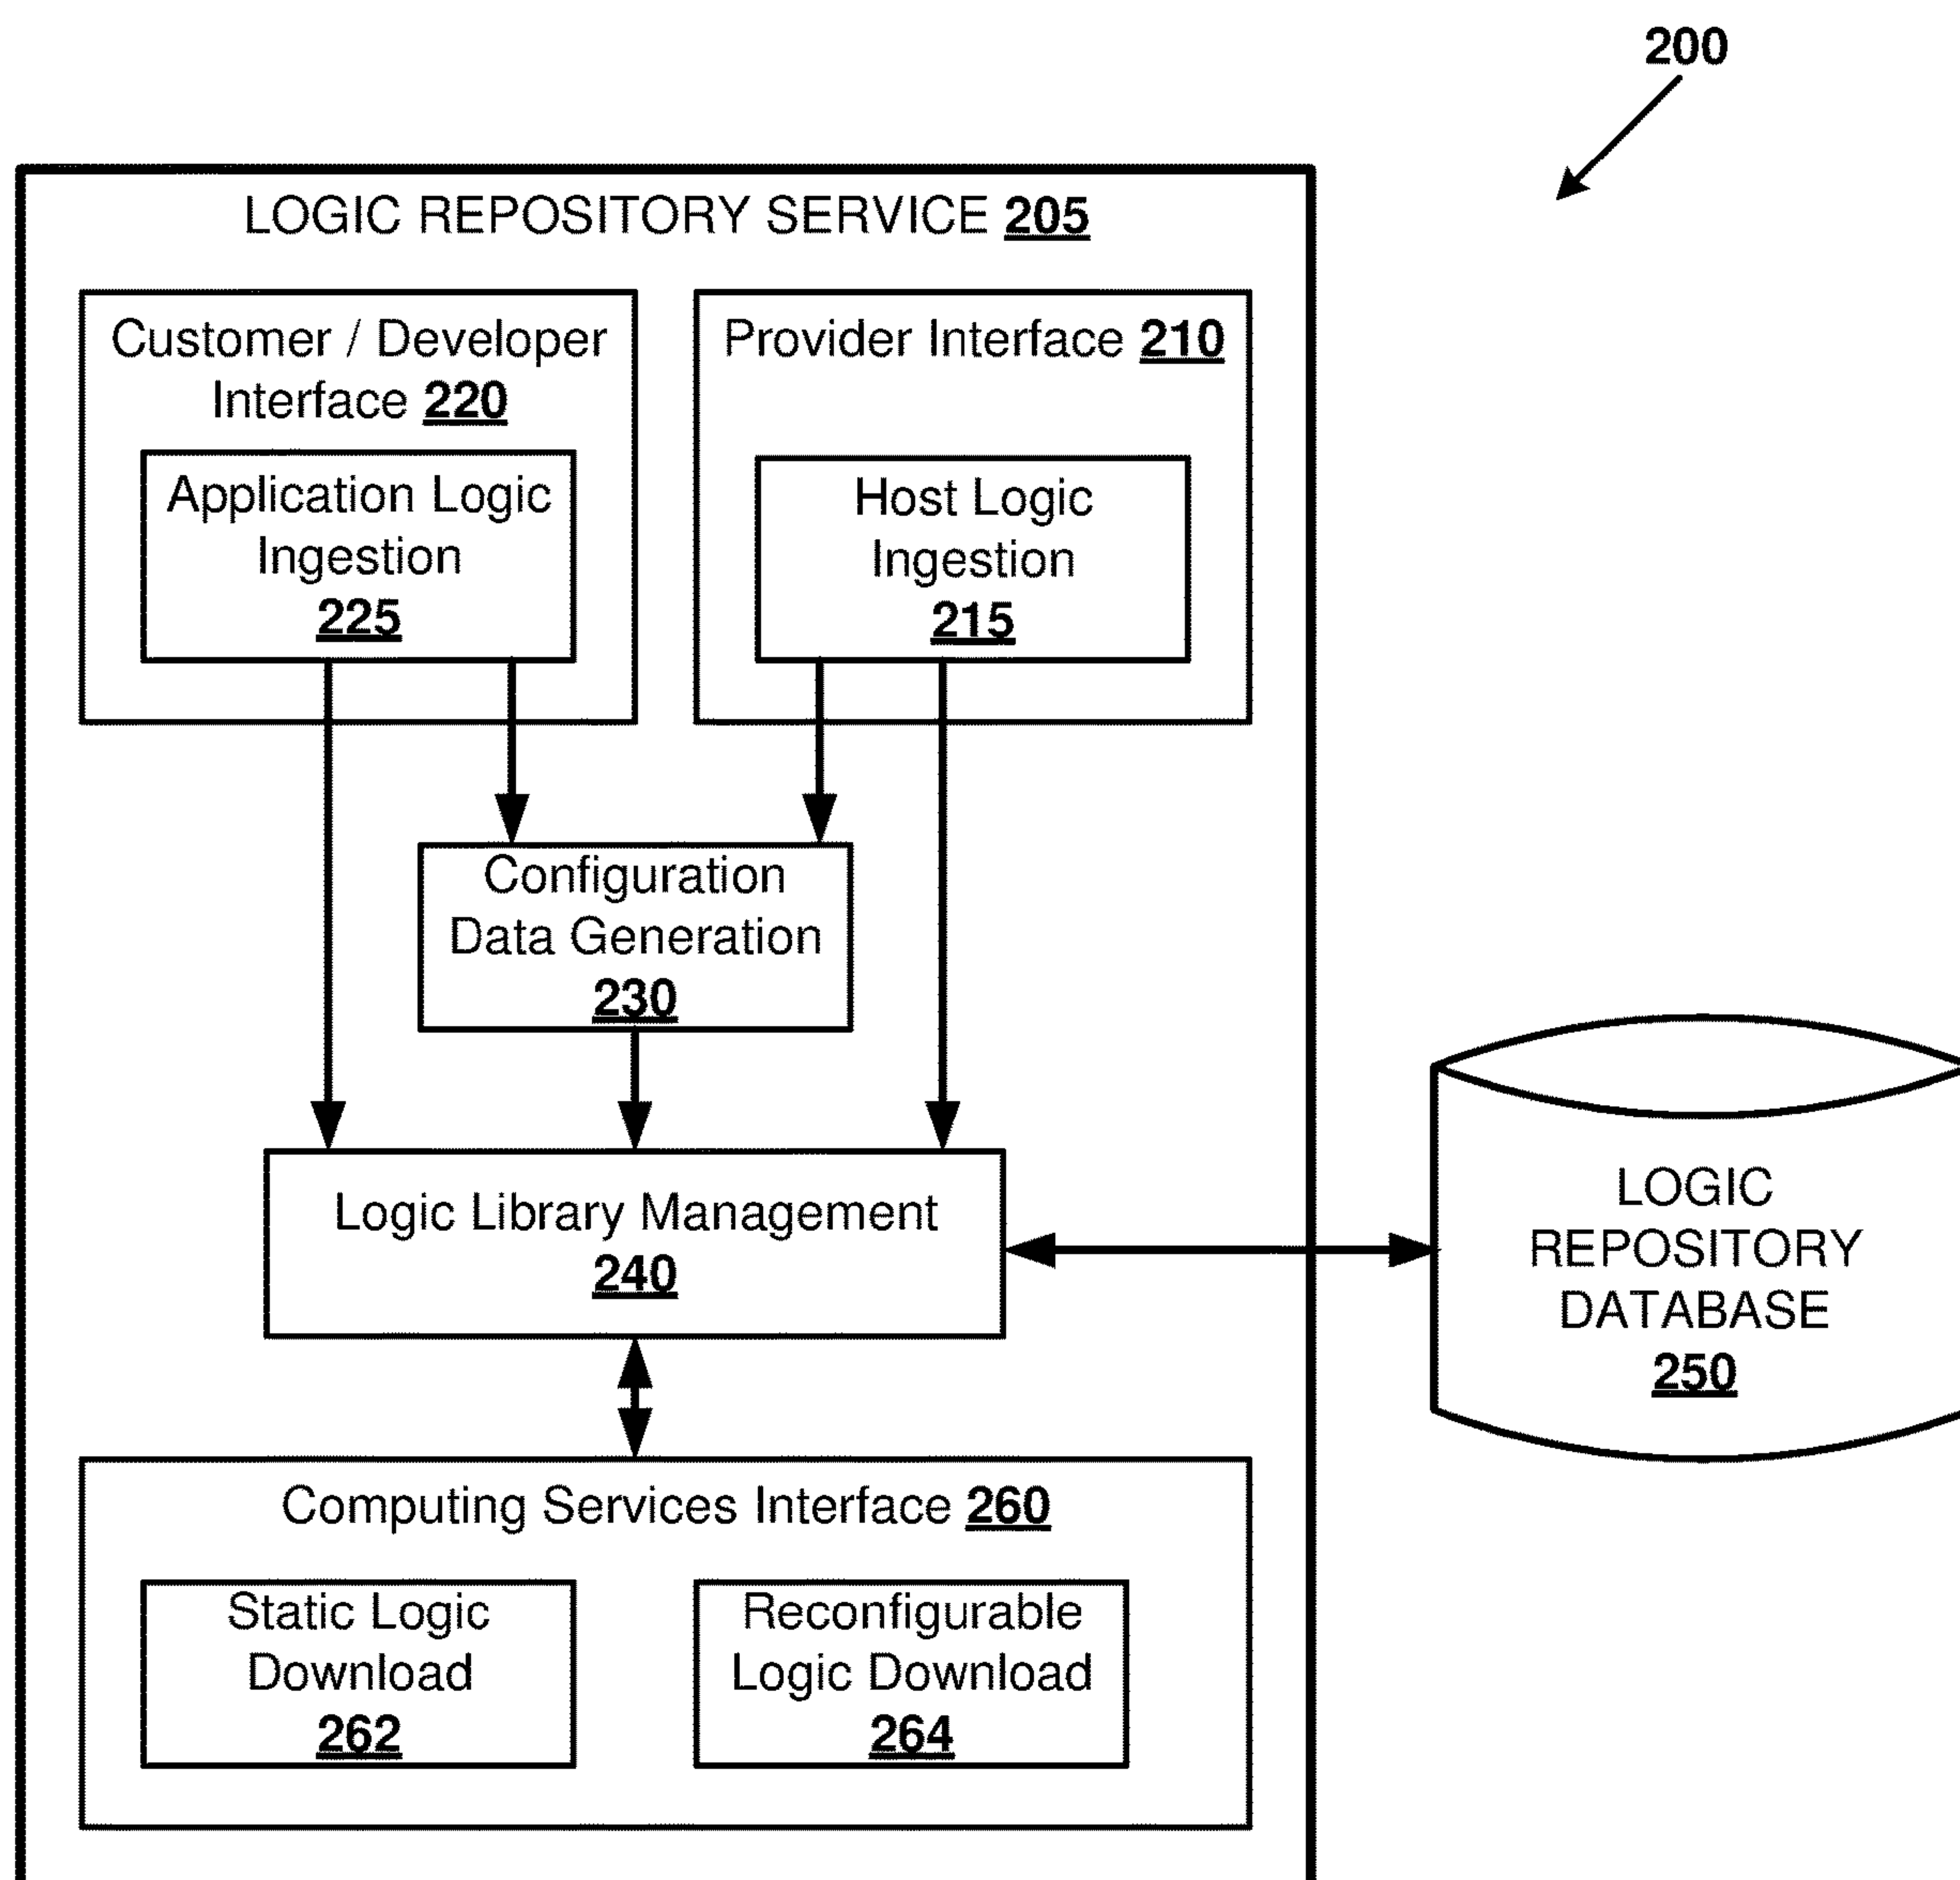 200
LOGIC REPOSITORY SERVICE 205
Customer / Developer
Interface 220
Application Logic
Ingestion
225
Provider Interface 210
Host Logic
Ingestion
215
Configuration
Data Generation
230
Logic Library Management
240
LOGIC
REPOSITORY
DATABASE
250
Computing Services Interface 260
Static Logic
Download
262
Reconfigurable
Logic Download
264